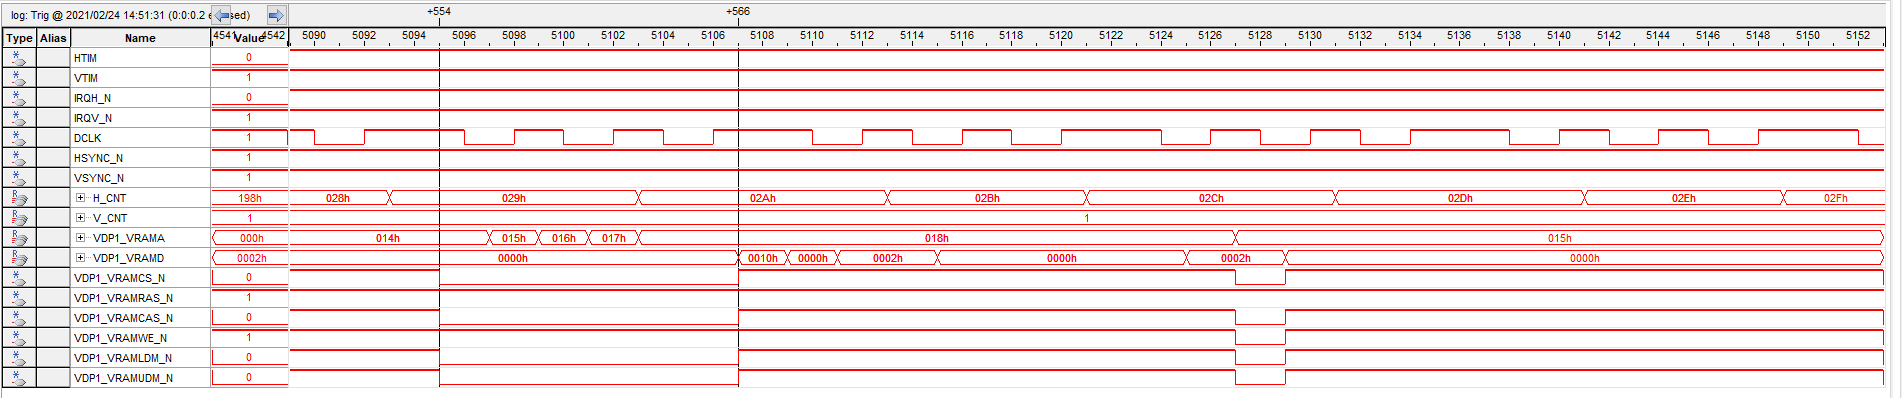 log: Trig @ 2021/02/24 14:51:31 (0:0:0.2 e sed) +554 +566
Type Alias Name 4541 Value 4542 5090 5092 5094 5096 5098 5100 5102 5104 5106 5108 5110 5112 5114 5116 5118 5120 5122 5124 5126 5128 5130 5132 5134 5136 5138 5140 5142 5144 5146 5148 5150 5152
HTIM 0
VTIM 1
IRQH_N 0
IRQV_N 1
DCLK 1
HSYNC_N 1
VSYNC_N 1
H_CNT 198h 028h 029h 02Ah 02Bh 02Ch 02Dh 02Eh 02Fh
V_CNT 1 1
VDP1_VRAMA 000h 014h 015h 016h 017h 018h 015h
VDP1_VRAMD 0002h 0000h 0010h 0000h 0002h 0000h 0002h 0000h
VDP1_VRAMCS_N 0
VDP1_VRAMRAS_N 1
VDP1_VRAMCAS_N 0
VDP1_VRAMWE_N 1
VDP1_VRAMLDM_N 0
VDP1_VRAMUDM_N 0